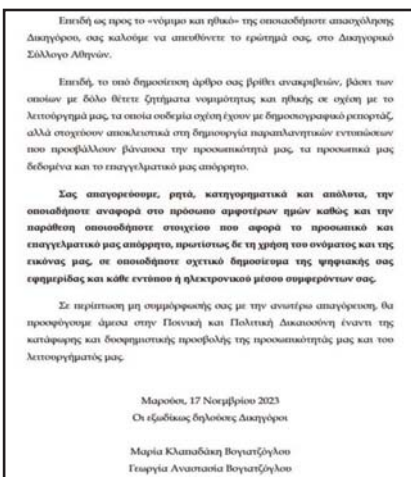 Επειδή ως προς το «νόμιμο και ηθικό» της οποιασδήποτε απασχόλησης
Δικηγόρου, σας καλούμε να απευθύνετε το ερώτημά σας, στο Δικηγορικό
Σύλλογο Αθηνών.
Επειδή, το υπό δημοσίευση άρθρο σας βρίθει ανακριβειών, βάσει των
οποίων με δόλο θέτετε ζητήματα νομιμότητας και ηθικής σε σχέση με το
λειτούργημά μας, τα οποία ουδεμία σχέση έχουν με δημοσιογραφικό ρεπορτάζ,
αλλά στοχεύουν αποκλειστικά στη δημιουργία παραπλανητικών εντυπώσεων
που προσβάλλουν βάναυσα την προσωπικότητά μας, τα προσωπικά μας
δεδομένα και το επαγγελματικό μας απόρρητο.
Σας απαγορεύουμε, ρητά, κατηγορηματικά και απόλυτα, την
οποιαδήποτε αναφορά στο πρόσωπο αμφοτέρων ημών καθώς και την
παράθεση οποιουδήποτε στοιχείου που αφορά το προσωπικό και
επαγγελματικό μας απόρρητο, πρωτίστως δε τη χρήση του ονόματος και της
εικόνας μας, σε οποιοδήποτε σχετικό δημοσίευμα της ψηφιακής σας
εφημερίδας και κάθε εντύπου ή ηλεκτρονικού μέσου συμφερόντων σας.
Σε περίπτωση μη συμμόρφωσής σας με την ανωτέρω απαγόρευση, θα
προσφύγουμε άμεσα στην Ποινική και Πολιτική Δικαιοσύνη έναντι της
κατάφωρης και δυσφημιστικής προσβολής της προσωπικότητάς μας και του
λειτουργήματός μας.
Μαρούσι, 17 Νοεμβρίου 2023
Οι εξωδίκως δηλούσες Δικηγόροι
Μαρία Κλαπαδάκη Βογιατζόγλου
Γεωργία Αναστασία Βογιατζόγλου